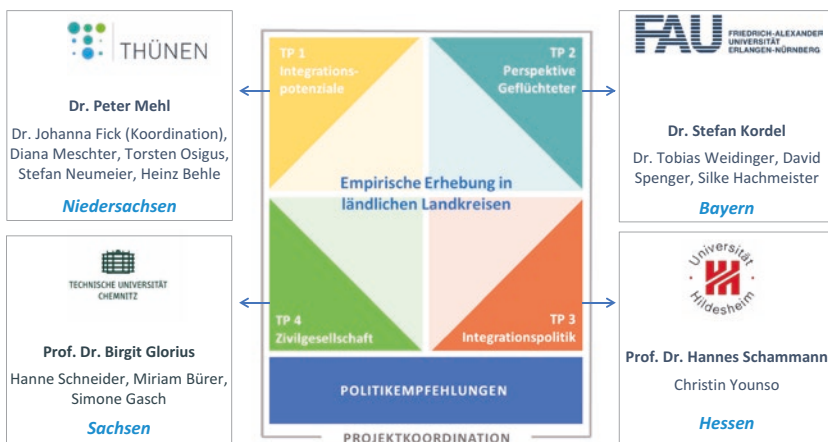 THÜNEN
Dr. Peter Mehl
Dr. Johanna Fick (Koordination),
Diana Meschter, Torsten Osigus,
Stefan Neumeier, Heinz Behle
Niedersachsen
TECHNISCHE UNIVERSITÄT
CHEMNITZ
Prof. Dr. Birgit Glorius
Hanne Schneider, Miriam Bürer,
Simone Gasch
Sachsen
TP 1
Integrations-
potenziale
TP 2
Perspektive
Geflüchteter
Empirische Erhebung in
ländlichen Landkreisen
TP 4
Zivilgesellschaft
TP 3
Integrationspolitik
POLITIKEMPFEHLUNGEN
PROJEKTKOORDINATION
FAU
FRIEDRICH-ALEXANDER
UNIVERSITÄT
ERLANGEN-NÜRNBERG
Dr. Stefan Kordel
Dr. Tobias Weidinger, David
Spenger, Silke Hachmeister
Bayern
Universität
Hildesheim
Prof. Dr. Hannes Schammann
Christin Younso
Hessen